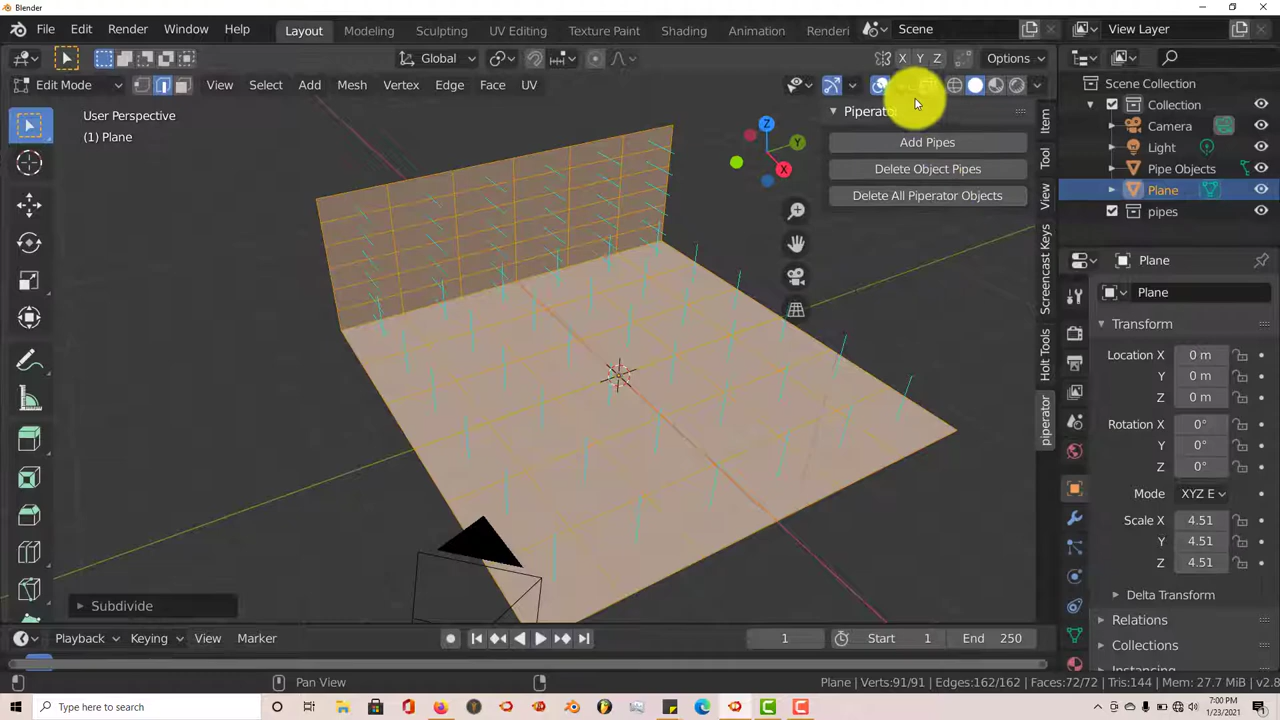 Blender
File Edit Render Window Help Layout Modeling Sculpting UV Editing Texture Paint Shading Animation Renderi Scene View Layer
Global X Y Z Options
Edit Mode View Select Add Mesh Vertex Edge Face UV
User Perspective
(1) Plane
Piperator
Add Pipes
Delete Object Pipes
Delete All Piperator Objects
Z
Y
X
Item
Tool
View
Screencast Keys
Holt Tools
piperator
Scene Collection
Collection
Camera
Light
Pipe Objects
Plane
pipes
Plane
Plane
Transform
Location X 0 m
Y 0 m
Z 0 m
Rotation X 0°
Y 0°
Z 0°
Mode XYZ E
Scale X 4.51
Y 4.51
Z 4.51
Delta Transform
Relations
Collections
Instancing
Subdivide
Playback Keying View Marker 1 Start 1 End 250
Pan View
Plane | Verts:91/91 | Edges:162/162 | Faces:72/72 | Tris:144 | Mem: 27.7 MiB | v2.8
Type here to search
7:00 PM
1/23/2021